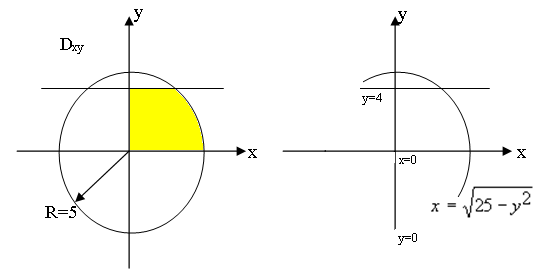 y
Dxy
x
R=5
y
y=4
x
x=0
x = √25 − y²
y=0